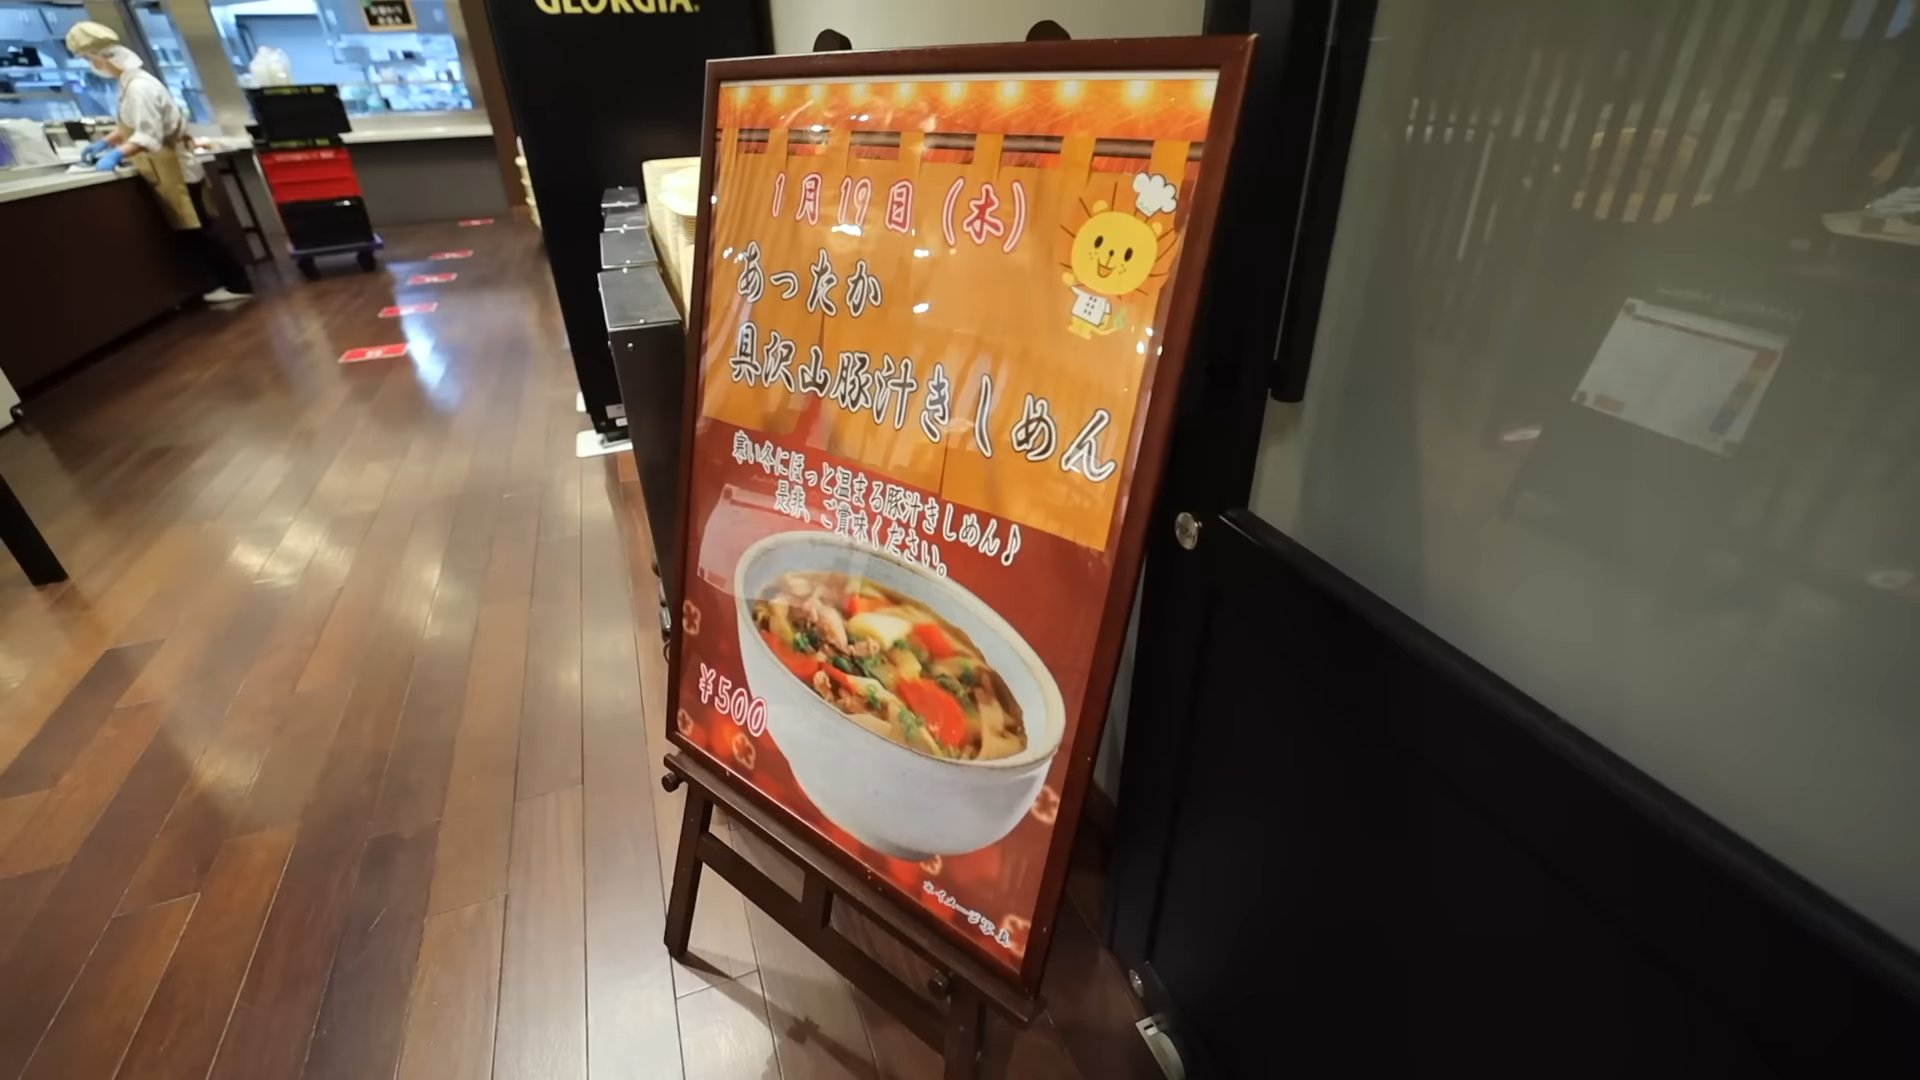 GEORGIA.
1月19日(木)
あったか
具沢山豚汁きしめん
寒い冬にほっと温まる豚汁きしめん♪
是非、ご賞味ください。
¥500
※イメージ写真